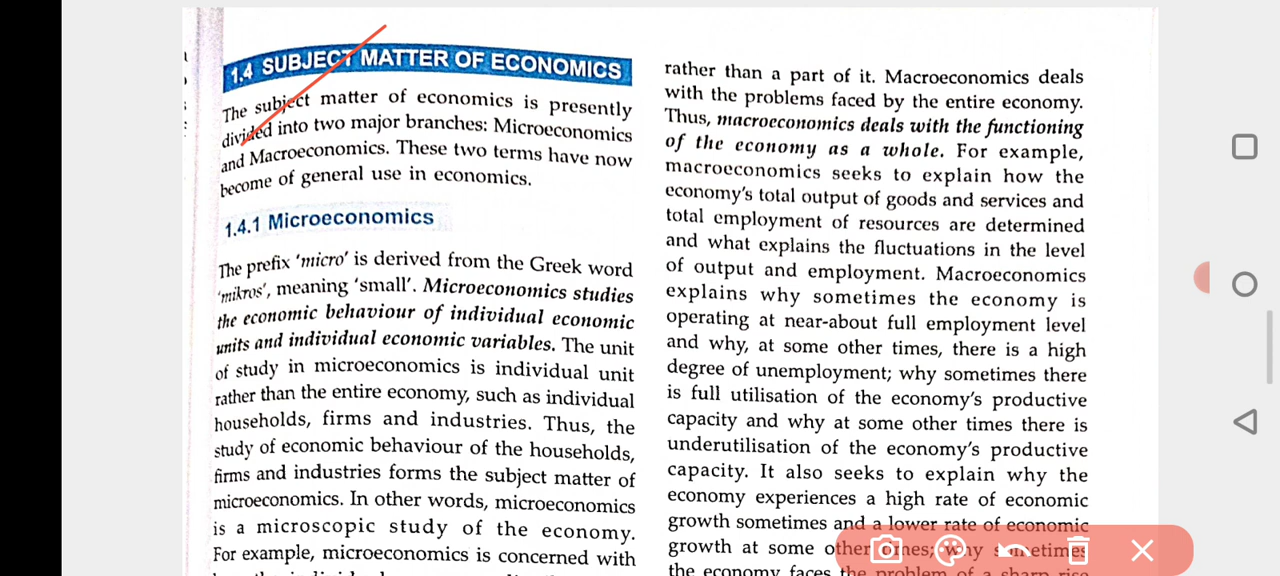 1.4 SUBJECT MATTER OF ECONOMICS
The subject matter of economics is presently
divided into two major branches: Microeconomics
and Macroeconomics. These two terms have now
become of general use in economics.
1.4.1 Microeconomics
The prefix 'micro' is derived from the Greek word
'mikros', meaning 'small'. Microeconomics studies
the economic behaviour of individual economic
units and individual economic variables. The unit
of study in microeconomics is individual unit
rather than the entire economy, such as individual
households, firms and industries. Thus, the
study of economic behaviour of the households,
firms and industries forms the subject matter of
microeconomics. In other words, microeconomics
is a microscopic study of the economy.
For example, microeconomics is concerned with
rather than a part of it. Macroeconomics deals
with the problems faced by the entire economy.
Thus, macroeconomics deals with the functioning
of the economy as a whole. For example,
macroeconomics seeks to explain how the
economy's total output of goods and services and
total employment of resources are determined
and what explains the fluctuations in the level
of output and employment. Macroeconomics
explains why sometimes the economy is
operating at near-about full employment level
and why, at some other times, there is a high
degree of unemployment; why sometimes there
is full utilisation of the economy's productive
capacity and why at some other times there is
underutilisation of the economy's productive
capacity. It also seeks to explain why the
economy experiences a high rate of economic
growth sometimes and a lower rate of economic
growth at some other times; why sometimes
the economy faces the problem of a sharp rise